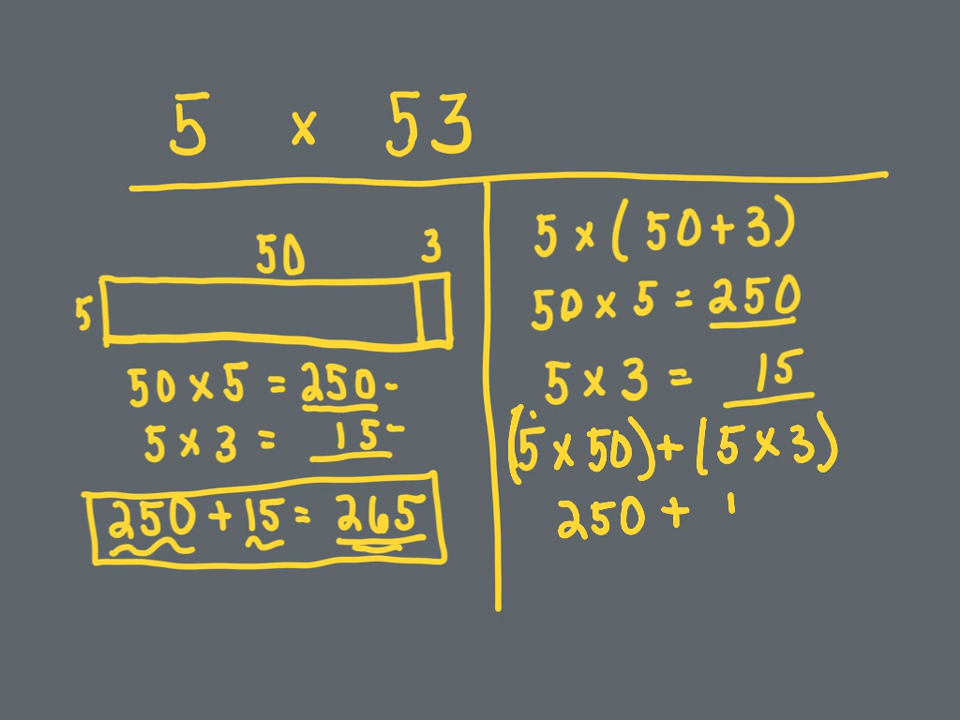 5 x 53
50 3
5
50 x 5 = 250-
5 x 3 = 15-
250 + 15 = 265
5 x ( 50 + 3 )
50 x 5 = 250
5 x 3 = 15
(5 x 50) + (5 x 3)
250 + 1